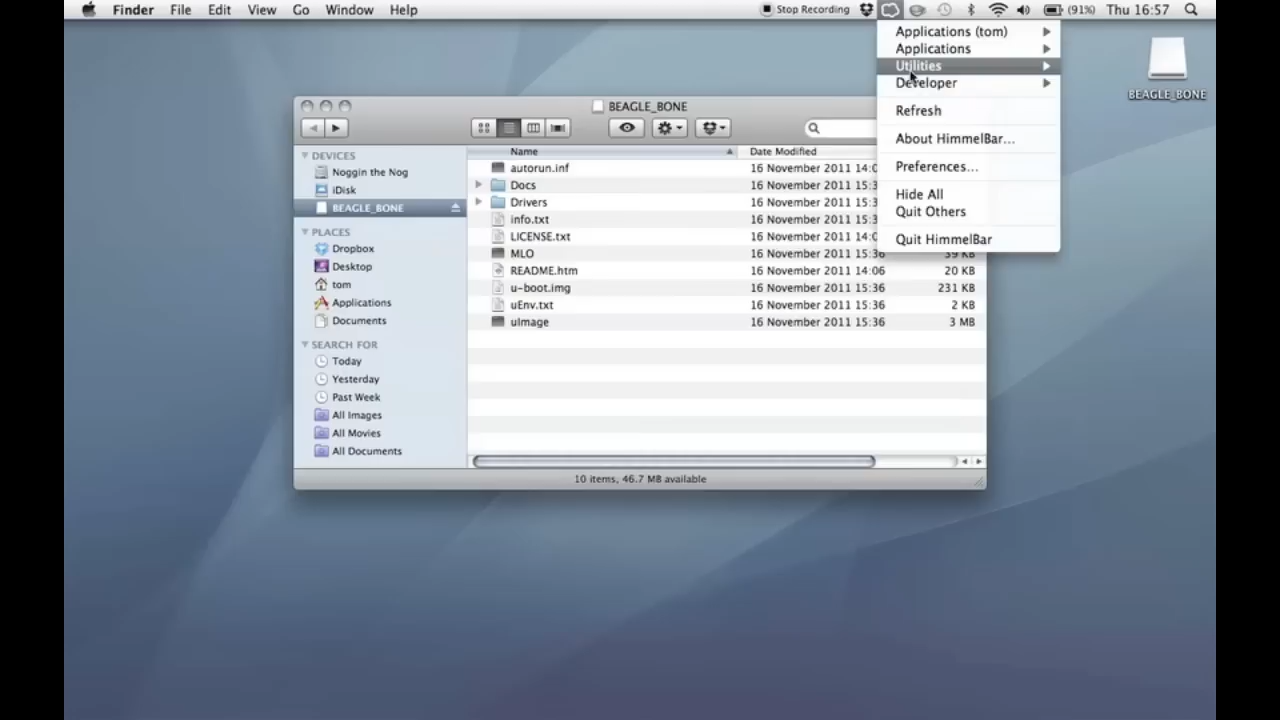 Finder File Edit View Go Window Help Stop Recording (91%) Thu 16:57
Applications (tom)
Applications
Utilities
Developer
Refresh
About HimmelBar...
Preferences...
Hide All
Quit Others
Quit HimmelBar
BEAGLE_BONE
BEAGLE_BONE
DEVICES
Noggin the Nog
iDisk
BEAGLE_BONE
PLACES
Dropbox
Desktop
tom
Applications
Documents
SEARCH FOR
Today
Yesterday
Past Week
All Images
All Movies
All Documents
Name Date Modified
autorun.inf 16 November 2011 14:0
Docs 16 November 2011 15:3
Drivers 16 November 2011 15:3
info.txt 16 November 2011 14:0
LICENSE.txt 16 November 2011 15:3
MLO 16 November 2011 15:36 39 KB
README.htm 16 November 2011 14:06 20 KB
u-boot.img 16 November 2011 15:36 231 KB
uEnv.txt 16 November 2011 15:36 2 KB
uImage 16 November 2011 15:36 3 MB
10 items, 46.7 MB available